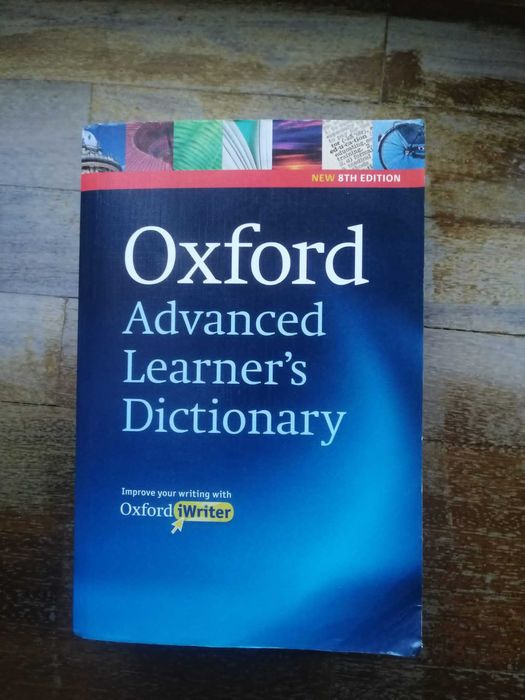 NEW 8TH EDITION
Oxford
Advanced
Learner's
Dictionary
Improve your writing with
Oxford iWriter